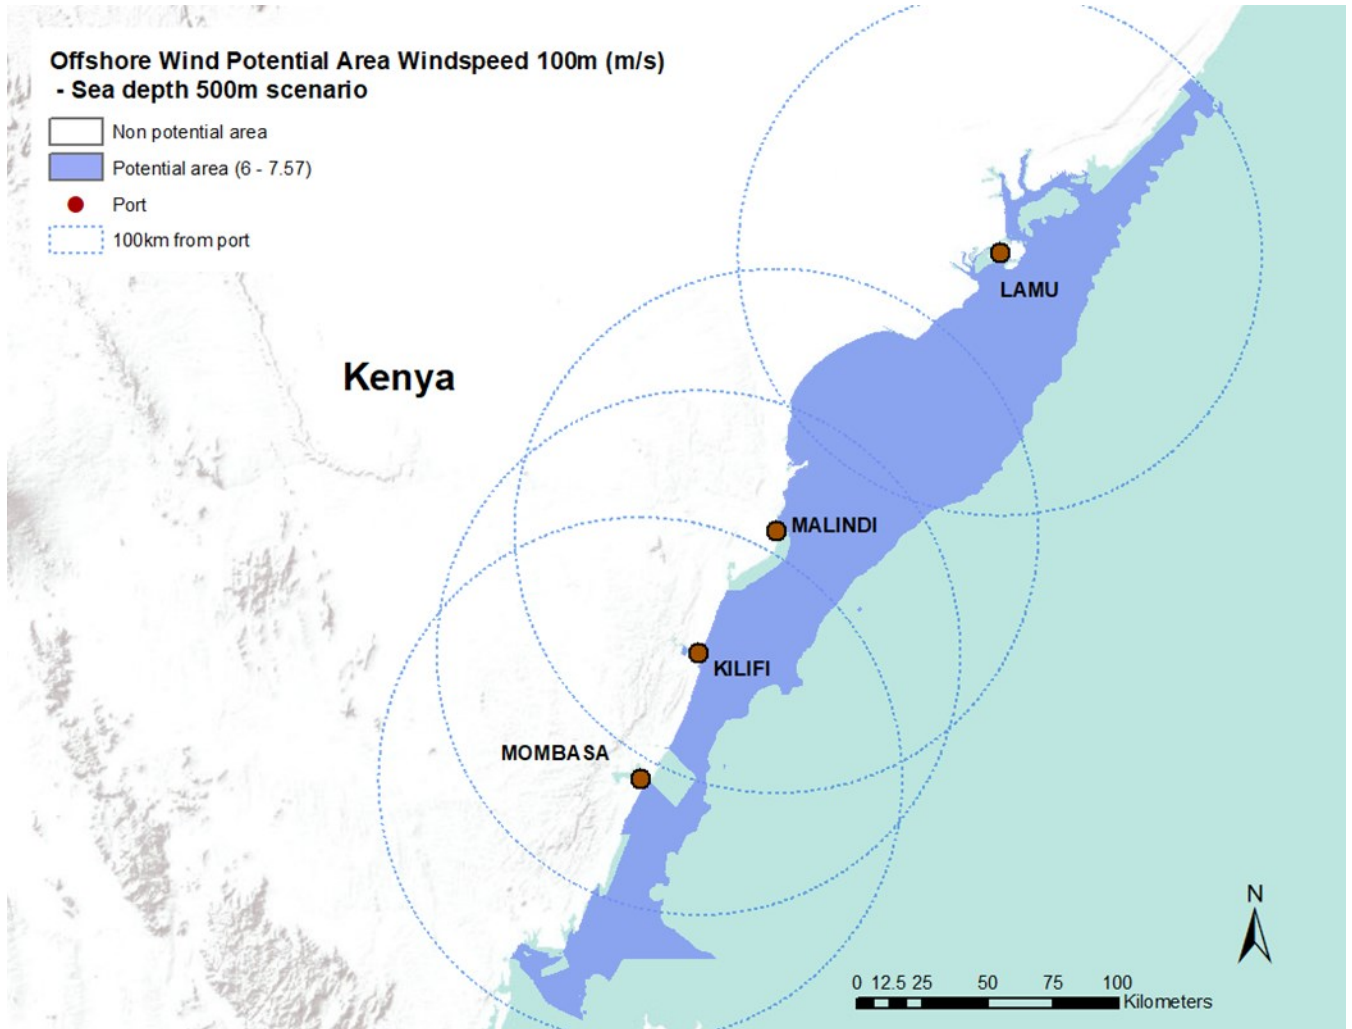 Offshore Wind Potential Area Windspeed 100m (m/s)
- Sea depth 500m scenario
Non potential area
Potential area (6 - 7.57)
Port
100km from port
LAMU
Kenya
MALINDI
KILIFI
MOMBASA
N
0 12.5 25 50 75 100
Kilometers